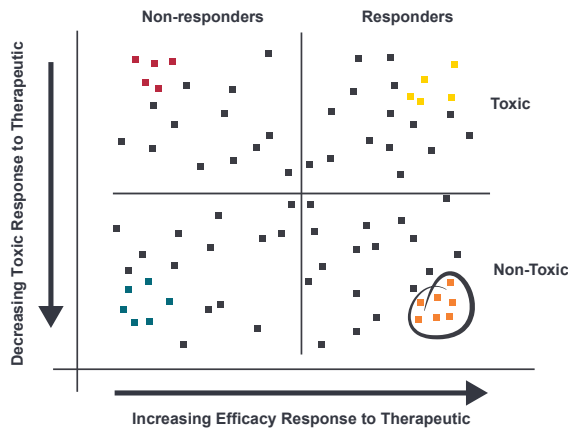 Non-responders
Responders
Decreasing Toxic Response to Therapeutic
Toxic
Non-Toxic
Increasing Efficacy Response to Therapeutic